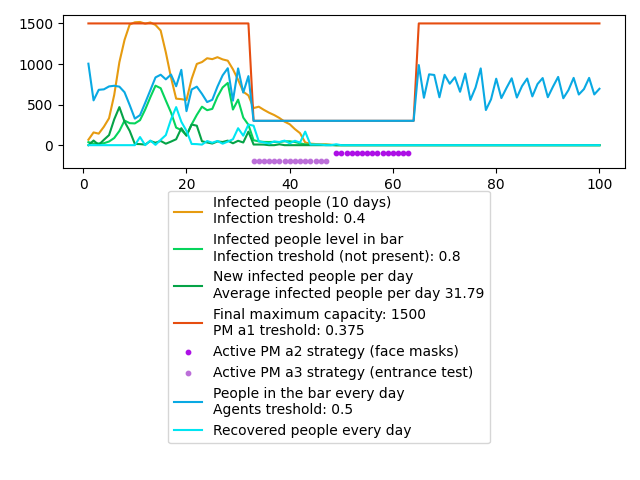 1500
1000
500
0
0
20
40
60
80
100
Infected people (10 days)
Infection treshold: 0.4
Infected people level in bar
Infection treshold (not present): 0.8
New infected people per day
Average infected people per day 31.79
Final maximum capacity: 1500
PM a1 treshold: 0.375
Active PM a2 strategy (face masks)
Active PM a3 strategy (entrance test)
People in the bar every day
Agents treshold: 0.5
Recovered people every day